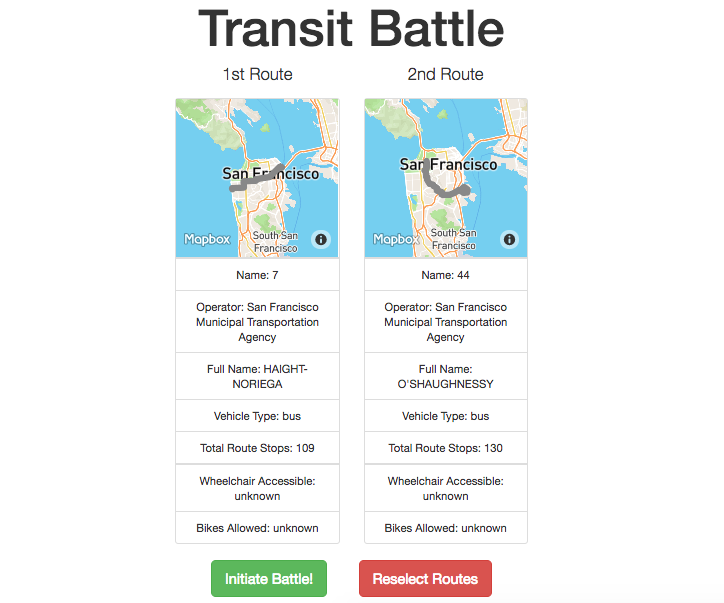 Transit Battle
1st Route
2nd Route
San Francisco
South San
Francisco
Mapbox
Name: 7
Operator: San Francisco
Municipal Transportation
Agency
Full Name: HAIGHT-
NORIEGA
Vehicle Type: bus
Total Route Stops: 109
Wheelchair Accessible:
unknown
Bikes Allowed: unknown
San Francisco
South San
Francisco
Mapbox
Name: 44
Operator: San Francisco
Municipal Transportation
Agency
Full Name:
O'SHAUGHNESSY
Vehicle Type: bus
Total Route Stops: 130
Wheelchair Accessible:
unknown
Bikes Allowed: unknown
Initiate Battle!
Reselect Routes